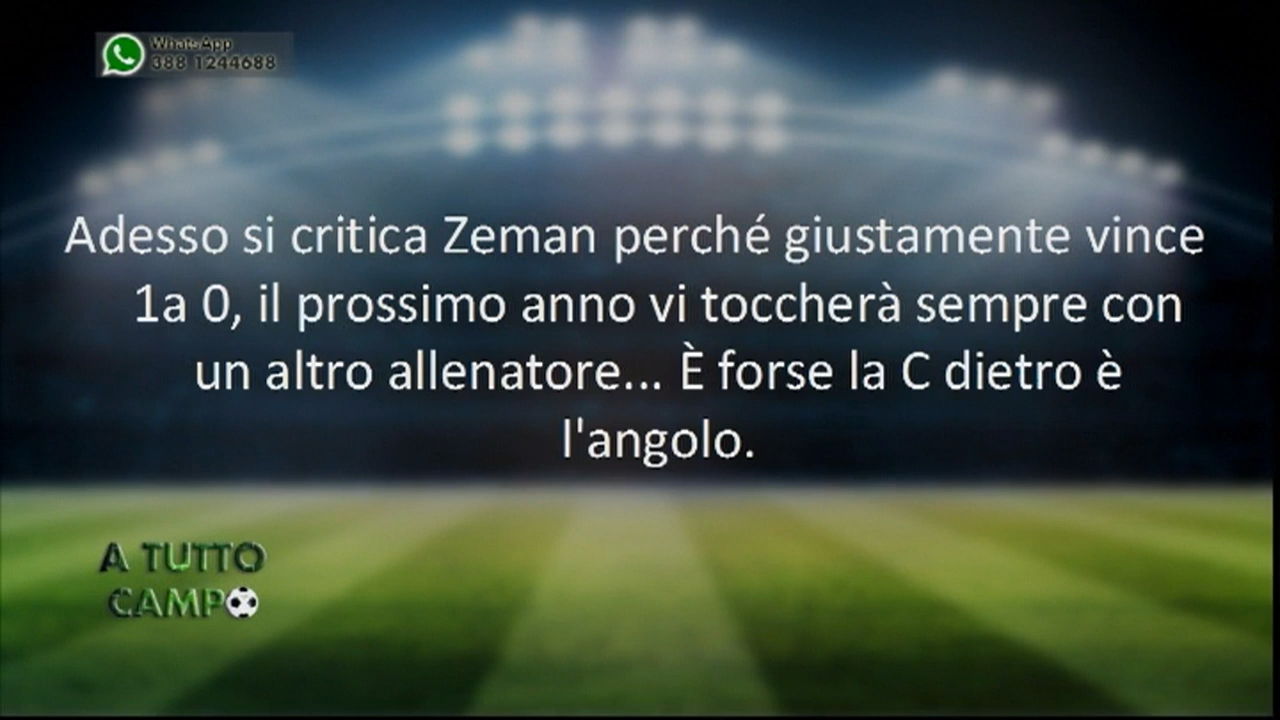 WhatsApp
388 1244688
Adesso si critica Zeman perché giustamente vince
1a 0, il prossimo anno vi toccherà sempre con
un altro allenatore... È forse la C dietro è
l'angolo.
A TUTTO
CAMPO